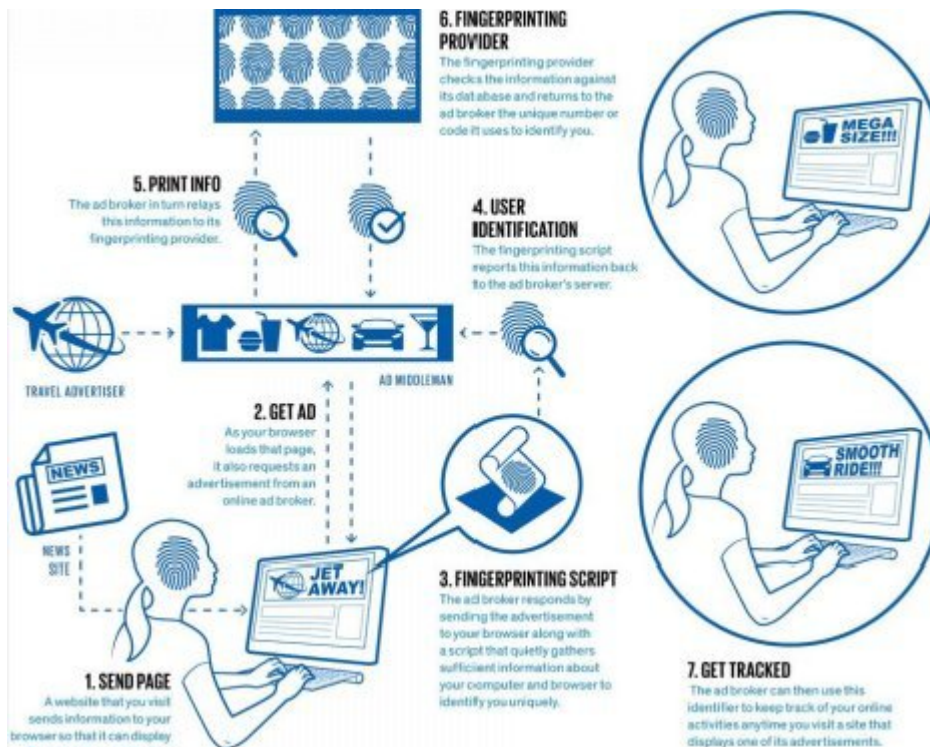 6. FINGERPRINTING
PROVIDER
The fingerprinting provider
checks the information against
its database and returns to the
ad broker the unique number or
code it uses to identify you.
MEGA
SIZE!!!
5. PRINT INFO
The ad broker in turn relays
this information to its
fingerprinting provider.
4. USER
IDENTIFICATION
The fingerprinting script
reports this information back
to the ad broker's server.
TRAVEL ADVERTISER
AD MIDDLEMAN
2. GET AD
As your browser
loads that page,
it also requests an
advertisement from an
online ad broker.
NEWS
NEWS
SITE
JET
AWAY!
SMOOTH
RIDE!!!
1. SEND PAGE
A website that you visit
sends information to your
browser so that it can display
3. FINGERPRINTING SCRIPT
The ad broker responds by
sending the advertisement
to your browser along with
a script that quietly gathers
sufficient information about
your computer and browser to
identify you uniquely.
7. GET TRACKED
The ad broker can then use this
identifier to keep track of your online
activities anytime you visit a site that
displays one of its advertisements.